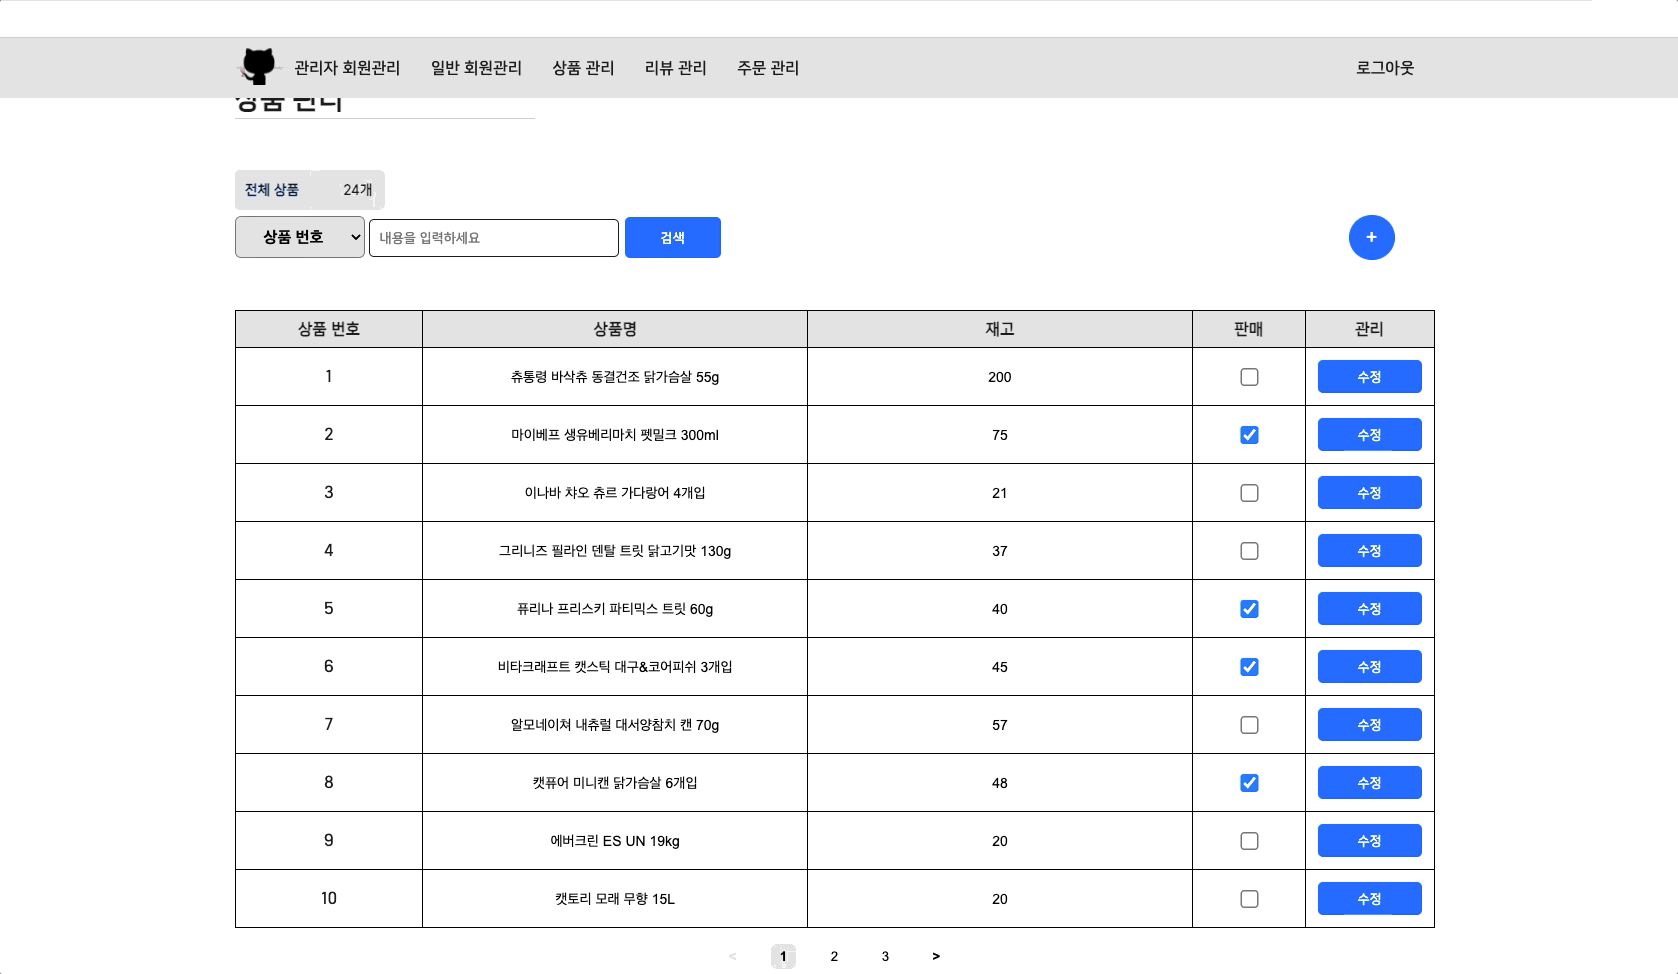 관리자 회원관리 일반 회원관리 상품 관리 리뷰 관리 주문 관리 로그아웃
상품 관리
전체 상품 24개
상품 번호 내용을 입력하세요 검색 +
상품 번호 상품명 재고 판매 관리
1 츄통령 바삭츄 동결건조 닭가슴살 55g 200 수정
2 마이베프 생유베리마치 펫밀크 300ml 75 수정
3 이나바 챠오 츄르 가다랑어 4개입 21 수정
4 그리니즈 필라인 덴탈 트릿 닭고기맛 130g 37 수정
5 퓨리나 프리스키 파티믹스 트릿 60g 40 수정
6 비타크래프트 캣스틱 대구&코어피쉬 3개입 45 수정
7 알모네이쳐 내츄럴 대서양참치 캔 70g 57 수정
8 캣퓨어 미니캔 닭가슴살 6개입 48 수정
9 에버크린 ES UN 19kg 20 수정
10 캣토리 모래 무향 15L 20 수정
< 1 2 3 >